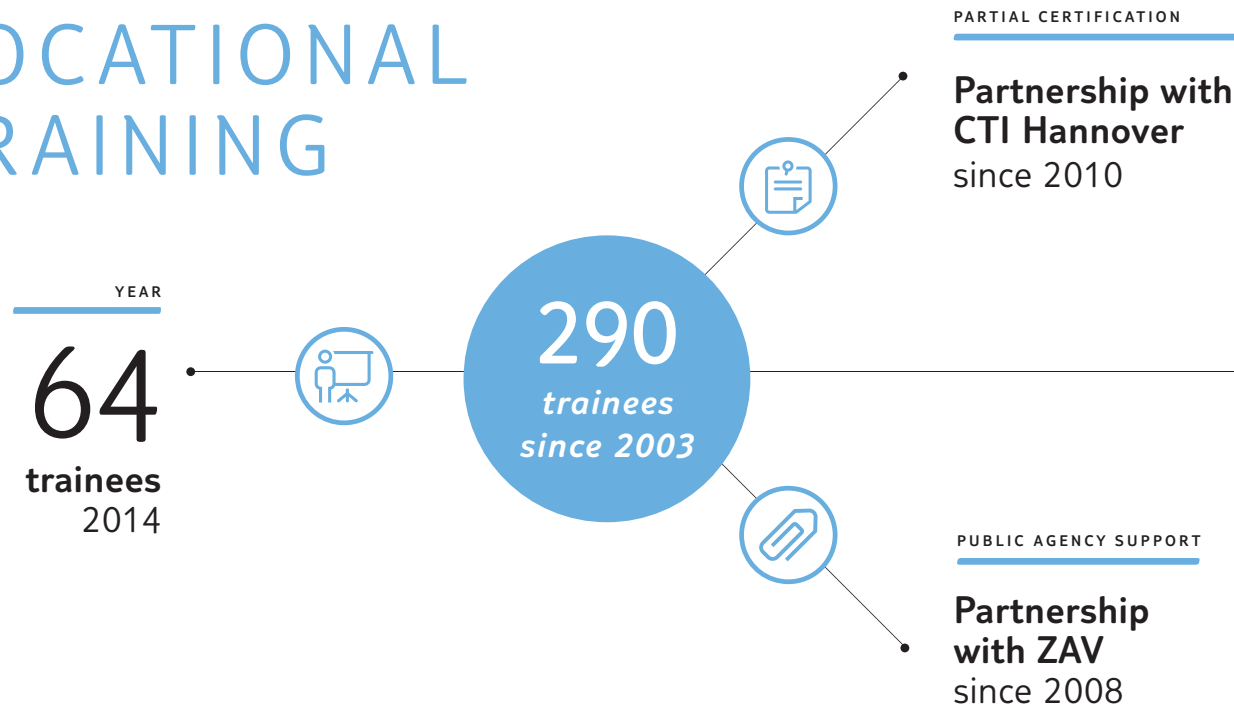 OCATIONAL
RAINING
PARTIAL CERTIFICATION
Partnership with
CTI Hannover
since 2010
YEAR
64
trainees
2014
290
trainees
since 2003
PUBLIC AGENCY SUPPORT
Partnership
with ZAV
since 2008